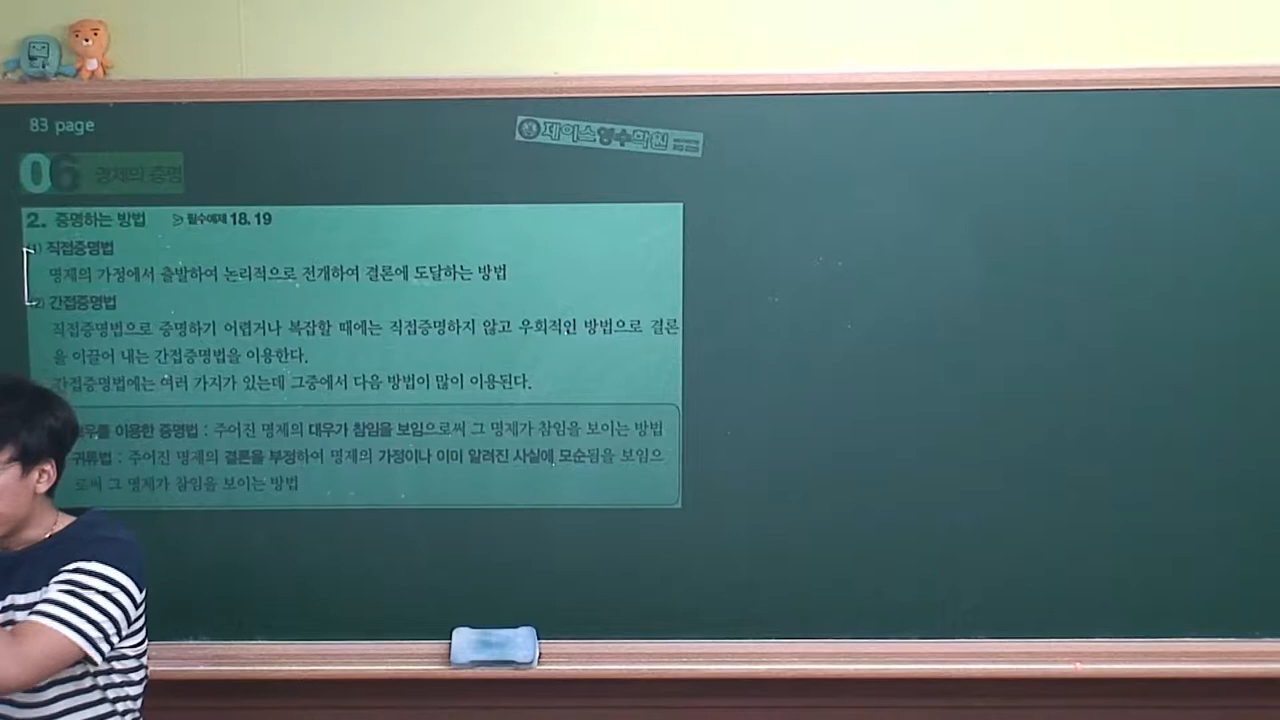 83 page
제이스영수학원
06 명제의 증명
2. 증명하는 방법 필수예제 18, 19
(1) 직접증명법
명제의 가정에서 출발하여 논리적으로 전개하여 결론에 도달하는 방법
(2) 간접증명법
직접증명법으로 증명하기 어렵거나 복잡할 때에는 직접증명하지 않고 우회적인 방법으로 결론
을 이끌어 내는 간접증명법을 이용한다.
간접증명법에는 여러 가지가 있는데 그중에서 다음 방법이 많이 이용된다.
이용한 증명법 : 주어진 명제의 대우가 참임을 보임으로써 그 명제가 참임을 보이는 방법
귀류법 : 주어진 명제의 결론을 부정하여 명제의 가정이나 이미 알려진 사실에 모순됨을 보임으
로써 그 명제가 참임을 보이는 방법